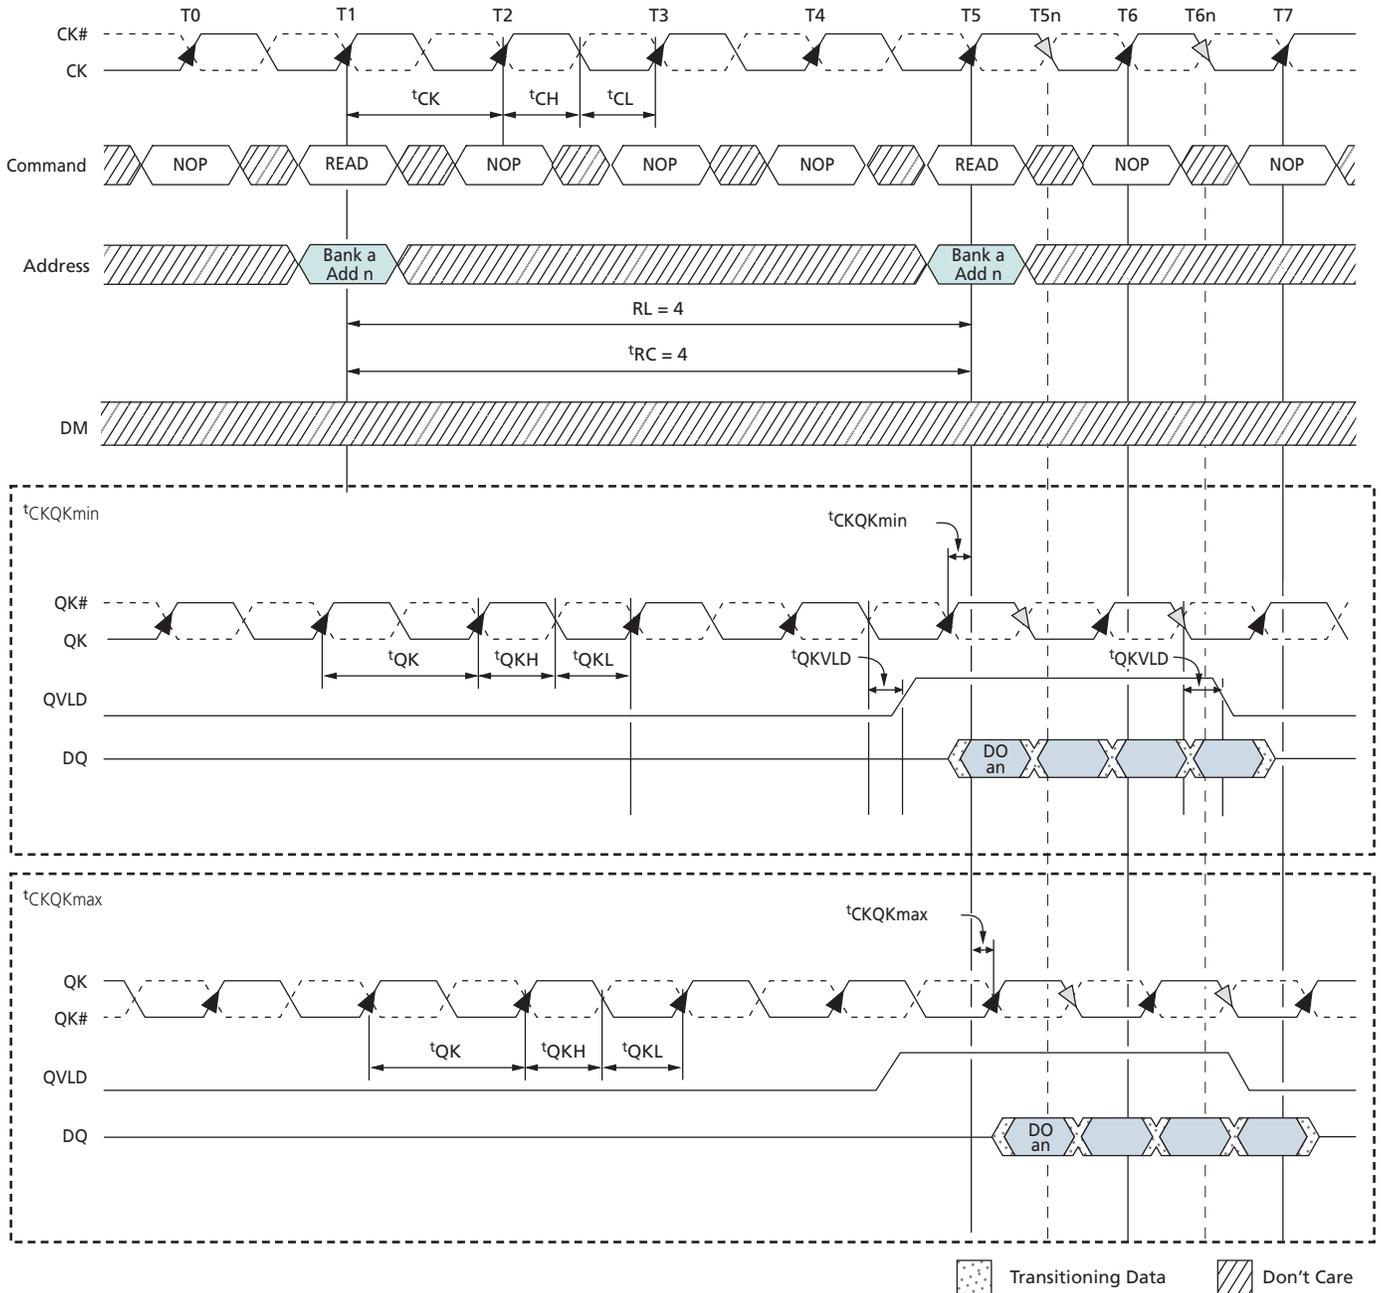 T0 T1 T2 T3 T4 T5 T5n T6 T6n T7
CK#
CK
tCK tCH tCL
Command NOP READ NOP NOP NOP READ NOP NOP
Address Bank a Add n Bank a Add n
RL = 4
tRC = 4
DM
tCKQKmin
tCKQKmin
QK#
QK
tQK tQKH tQKL tQKVLD tQKVLD
QVLD
DQ DO an
tCKQKmax
tCKQKmax
QK
QK#
tQK tQKH tQKL
QVLD
DQ DO an
Transitioning Data Don't Care